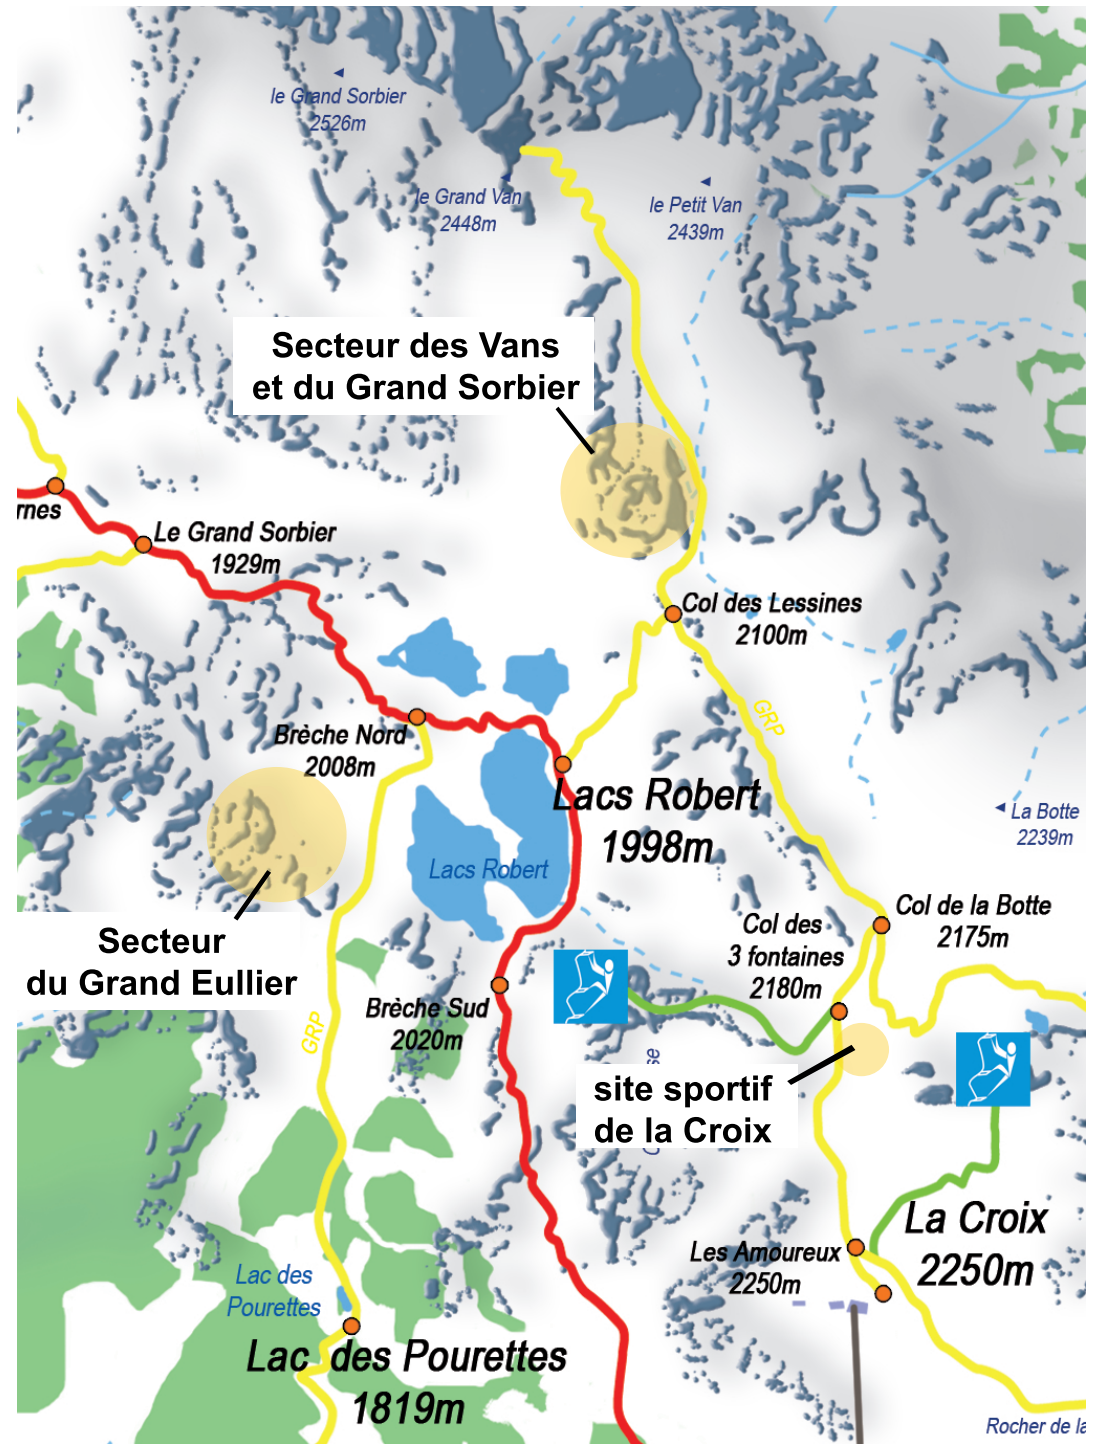 le Grand Sorbier
2526m
le Grand Van
2448m
le Petit Van
2439m
Secteur des Vans
et du Grand Sorbier
rnes
Le Grand Sorbier
1929m
Col des Lessines
2100m
GRP
Brèche Nord
2008m
Lacs Robert
1998m
La Botte
2239m
Lacs Robert
Col de la Botte
2175m
Col des
3 fontaines
2180m
Secteur
du Grand Eullier
Brèche Sud
2020m
GRP
se
site sportif
de la Croix
La Croix
2250m
Les Amoureux
2250m
Lac des
Pourettes
Lac des Pourettes
1819m
Rocher de la